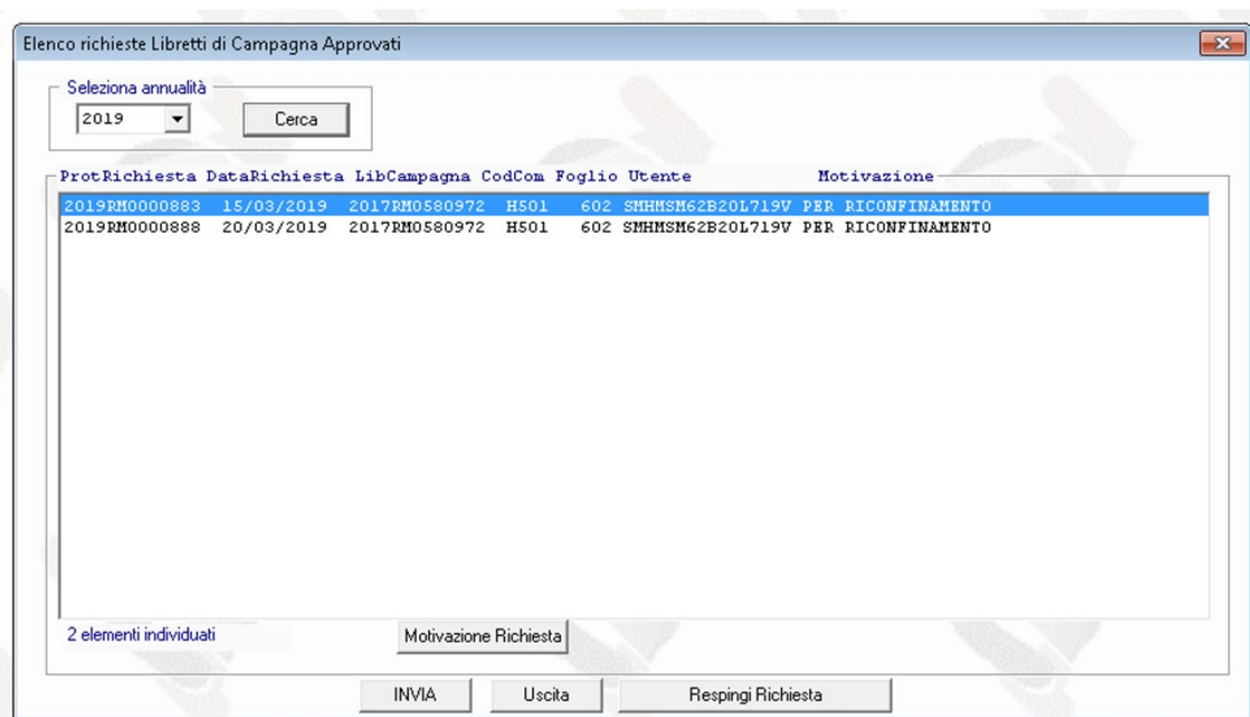 Elenco richieste Libretti di Campagna Approvati
Seleziona annualità
2019 Cerca
ProtRichiesta DataRichiesta LibCampagna CodCom Foglio Utente Motivazione
2019RM0000883 15/03/2019 2017RM0580972 H501 602 SMHMSM62B20L719V PER RICONFINAMENTO
2019RM0000888 20/03/2019 2017RM0580972 H501 602 SMHMSM62B20L719V PER RICONFINAMENTO
2 elementi individuati Motivazione Richiesta
INVIA Uscita Respingi Richiesta